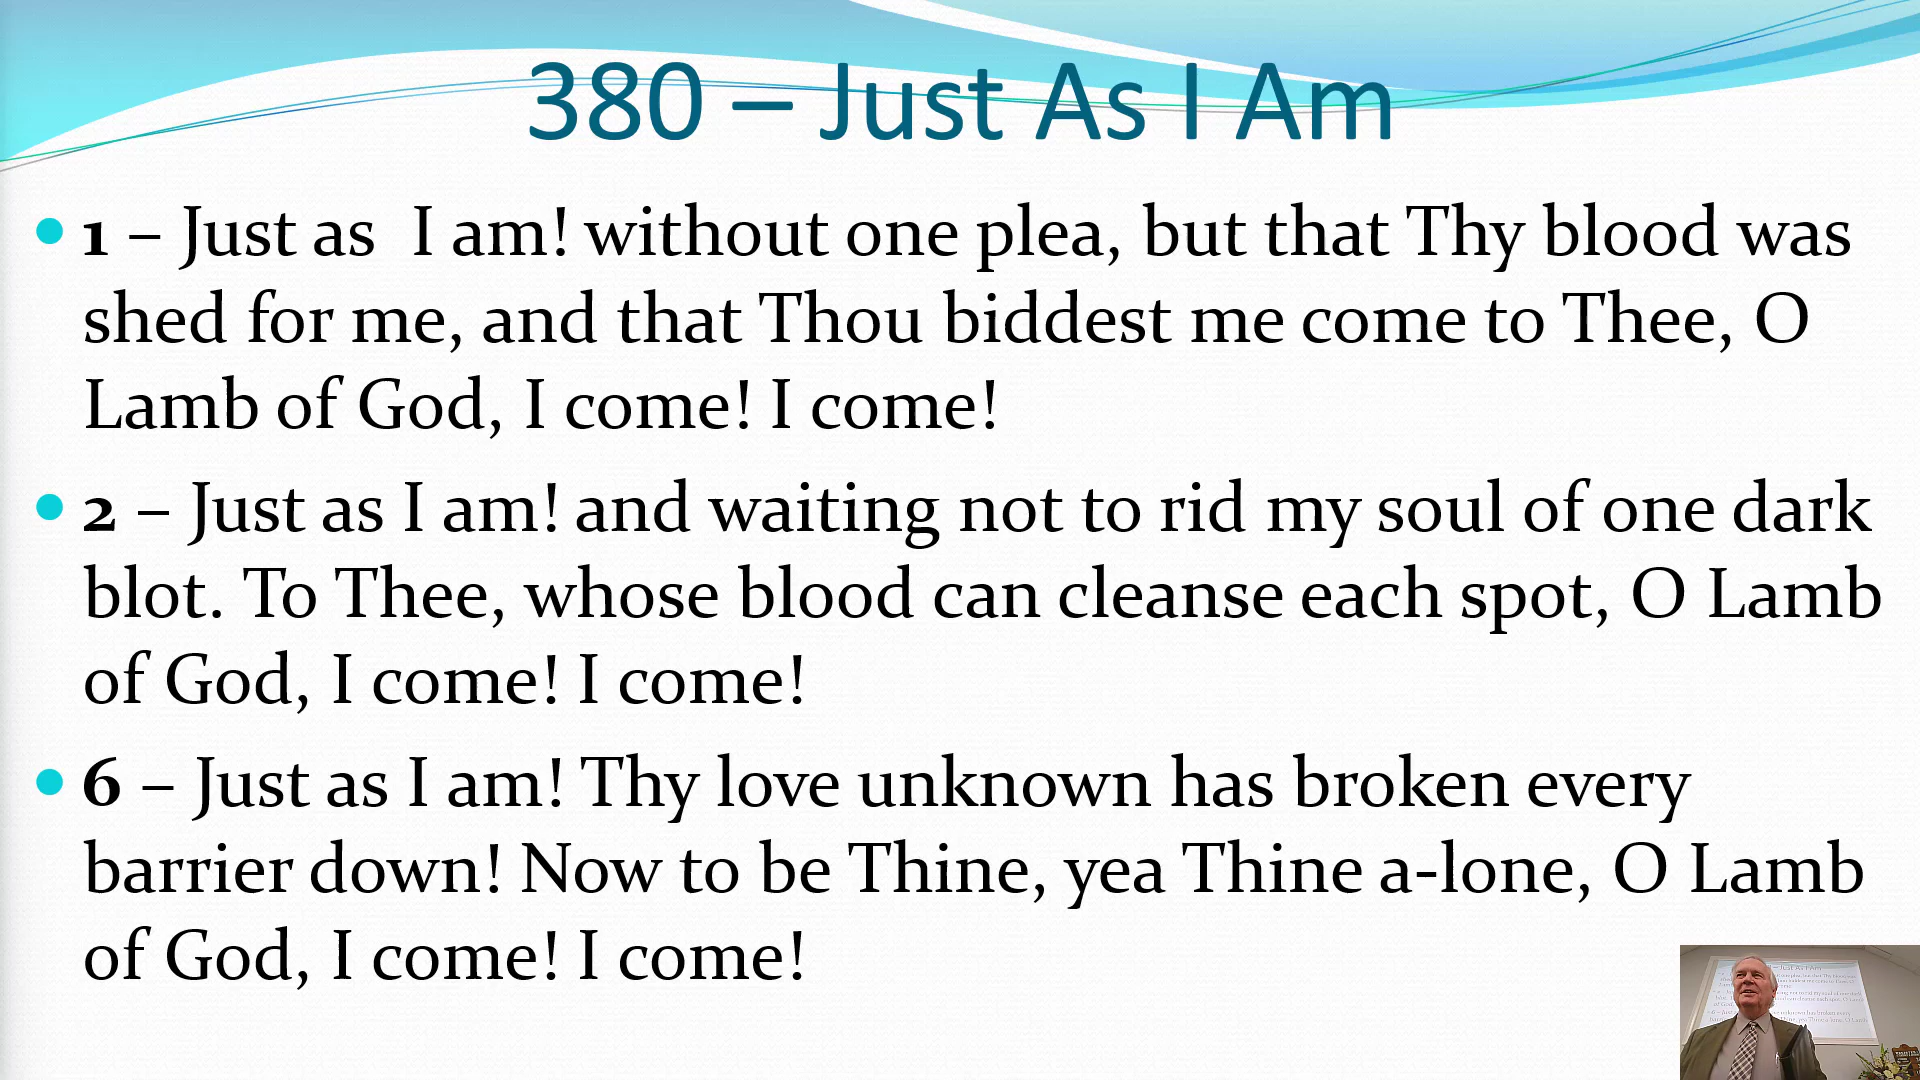 380 – Just As I Am
1 – Just as  I am! without one plea, but that Thy blood was
shed for me, and that Thou biddest me come to Thee, O
Lamb of God, I come! I come!
2 – Just as I am! and waiting not to rid my soul of one dark
blot. To Thee, whose blood can cleanse each spot, O Lamb
of God, I come! I come!
6 – Just as I am! Thy love unknown has broken every
barrier down! Now to be Thine, yea Thine a-lone, O Lamb
of God, I come! I come!